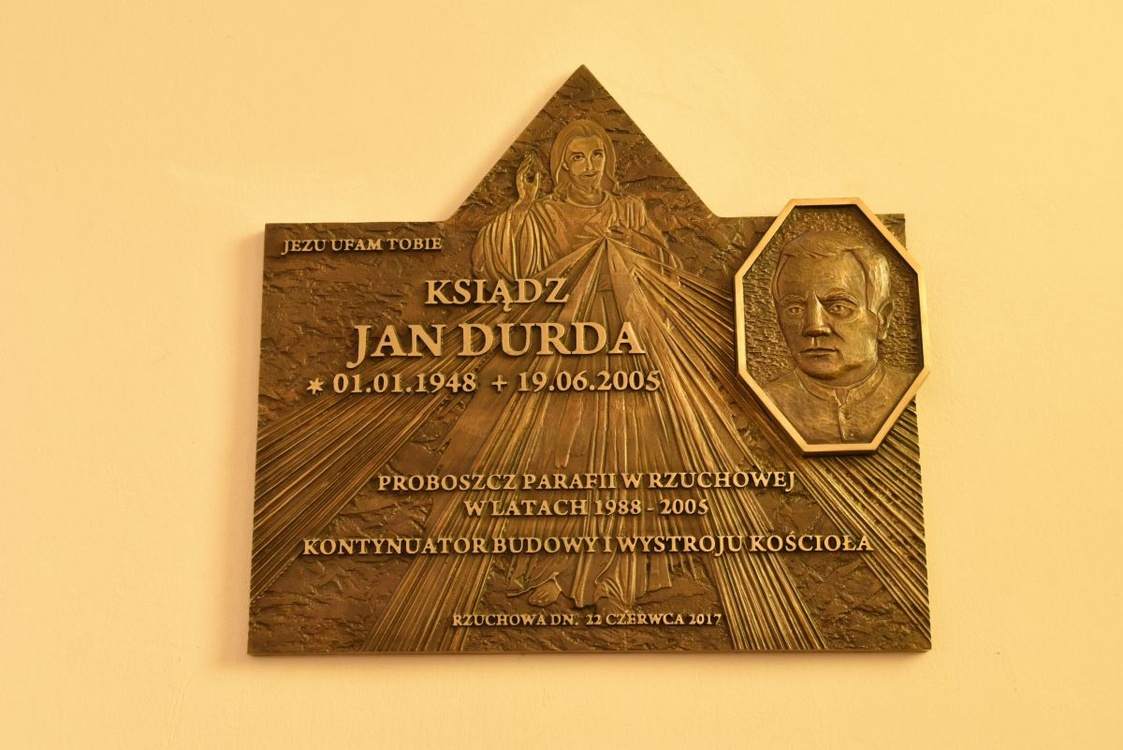 JEZU UFAM TOBIE
KSIĄDZ
JAN DURDA
✶ 01.01.1948 + 19.06.2005
PROBOSZCZ PARAFII W RZUCHOWEJ
W LATACH 1988 - 2005
KONTYNUATOR BUDOWY I WYSTROJU KOŚCIOŁA
RZUCHOWA DN. 22 CZERWCA 2017